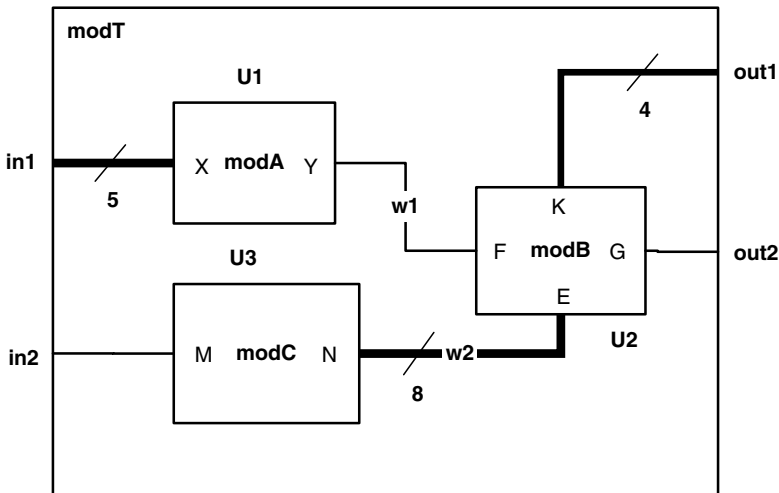 modT
U1
out1
4
in1
X modA Y
5
w1
K
F modB G
out2
U3
E
in2
M modC N
w2
U2
8